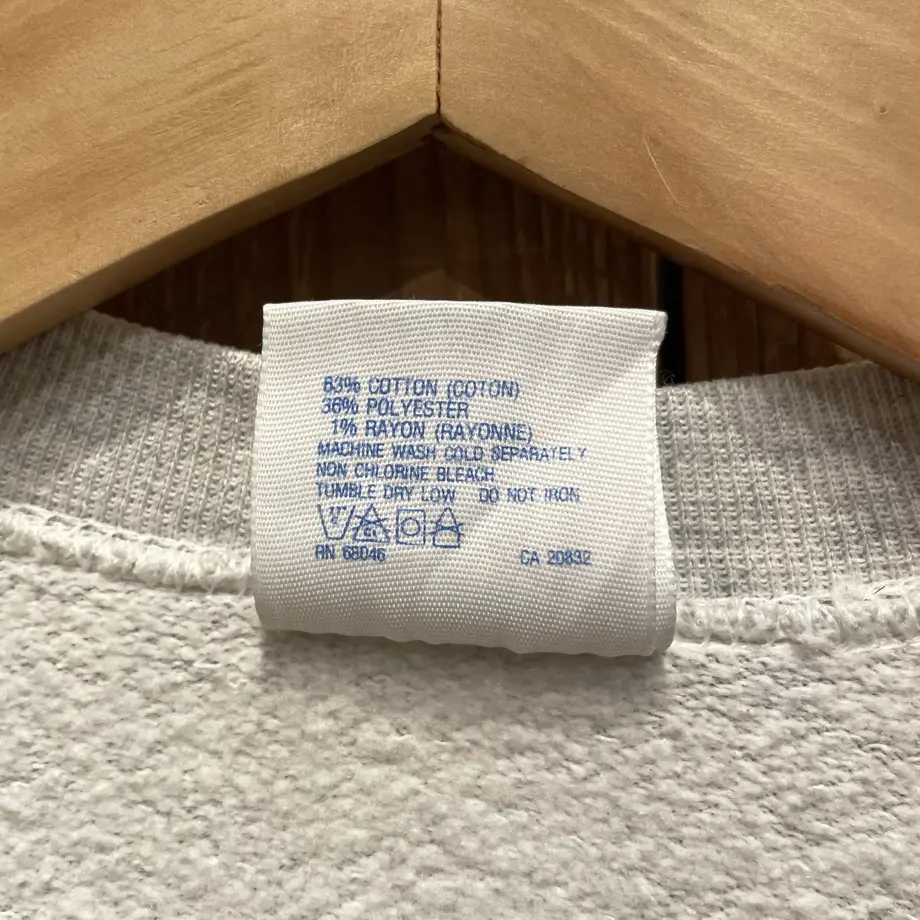 63% COTTON (COTON)
36% POLYESTER
1% RAYON (RAYONNE)
MACHINE WASH COLD SEPARATELY
NON CHLORINE BLEACH
TUMBLE DRY LOW DO NOT IRON
RN 68046 CA 20832